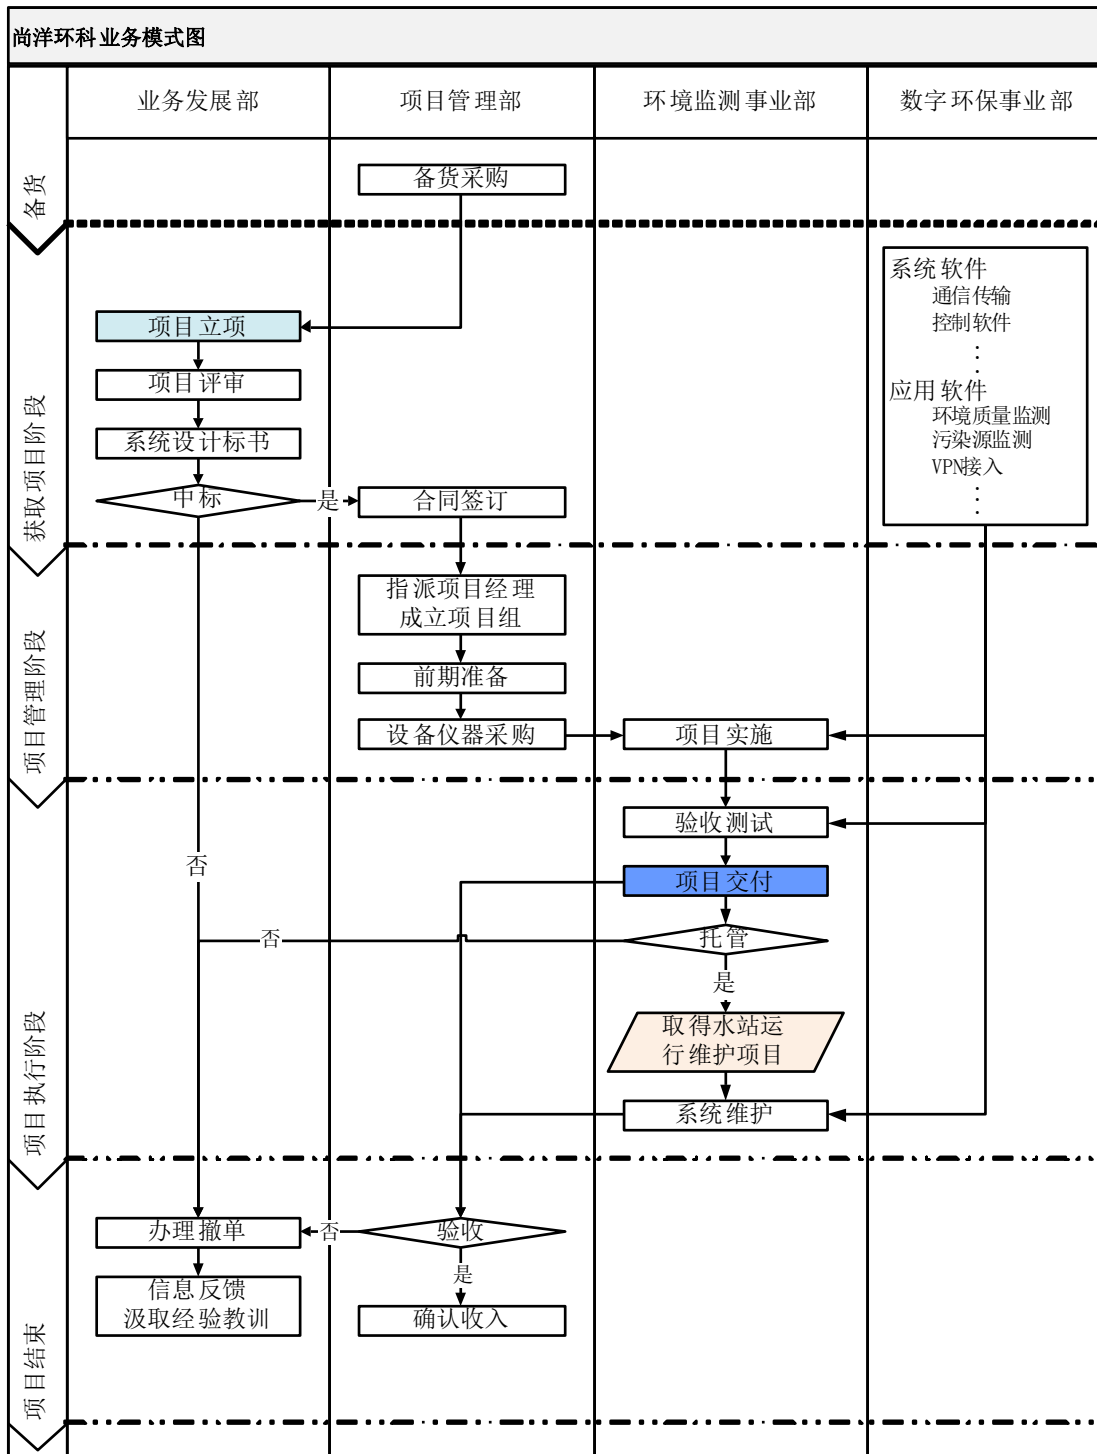 尚洋环科业务模式图
业务发展部
项目管理部
环境监测事业部
数字环保事业部
备货
备货采购
获取项目阶段
项目立项
项目评审
系统设计标书
中标
是
合同签订
系统软件
通信传输
控制软件
:
应用软件
环境质量监测
污染源监测
VPN接入
:
项目管理阶段
指派项目经理
成立项目组
前期准备
设备仪器采购
项目实施
项目执行阶段
否
验收测试
项目交付
否
托管
是
取得水站运
行维护项目
系统维护
项目结束
办理撤单
否
验收
是
信息反馈
汲取经验教训
确认收入